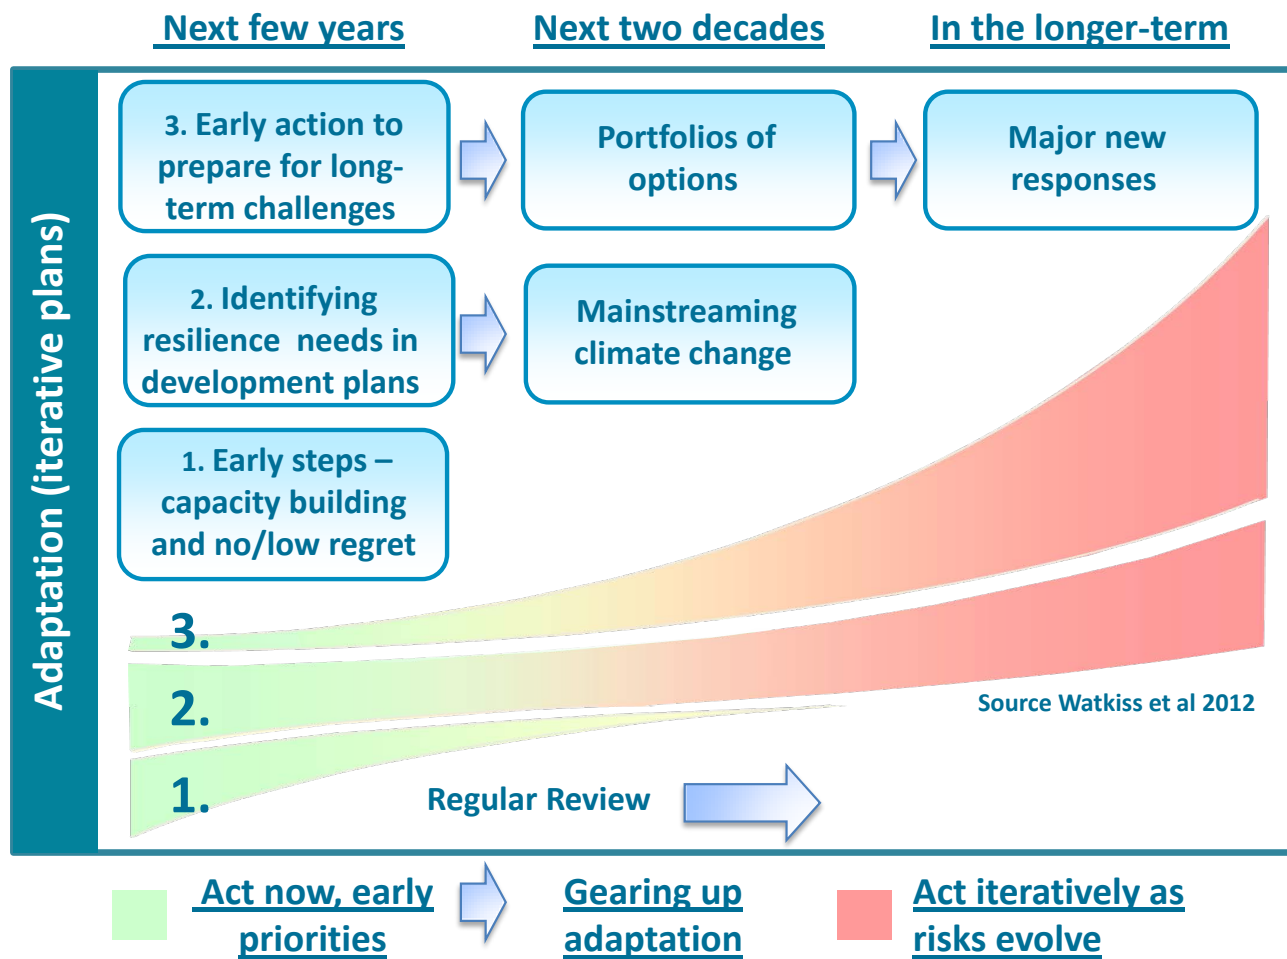 Next few years
Next two decades
In the longer-term
Adaptation (iterative plans)
3. Early action to
prepare for long-
term challenges
Portfolios of
options
Major new
responses
2. Identifying
resilience needs in
development plans
Mainstreaming
climate change
1. Early steps –
capacity building
and no/low regret
3.
2.
1.
Source Watkiss et al 2012
Regular Review
Act now, early
priorities
Gearing up
adaptation
Act iteratively as
risks evolve